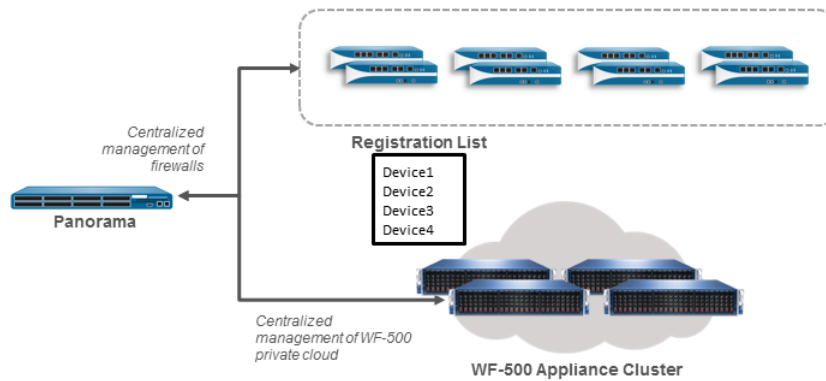 Centralized
management of
firewalls
Panorama
Registration List
Device1
Device2
Device3
Device4
Centralized
management of WF-500
private cloud
WF-500 Appliance Cluster